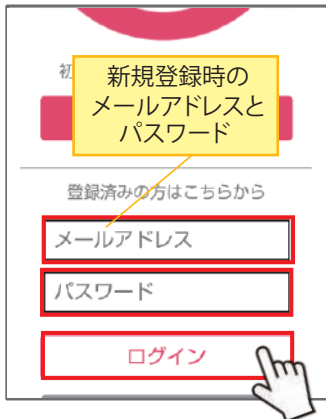 初
新規登録時の
メールアドレスと
パスワード
登録済みの方はこちらから
メールアドレス
パスワード
ログイン